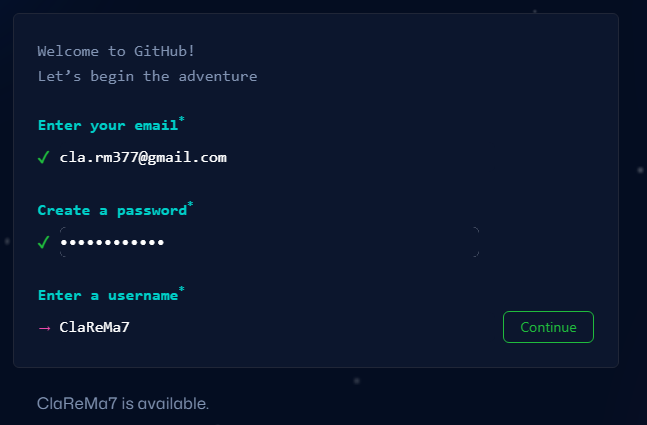 Welcome to GitHub!
Let’s begin the adventure
Enter your email*
✓ cla.rm377@gmail.com
Create a password*
✓ ••••••••••••
Enter a username*
→ ClaReMa7
Continue
ClaReMa7 is available.